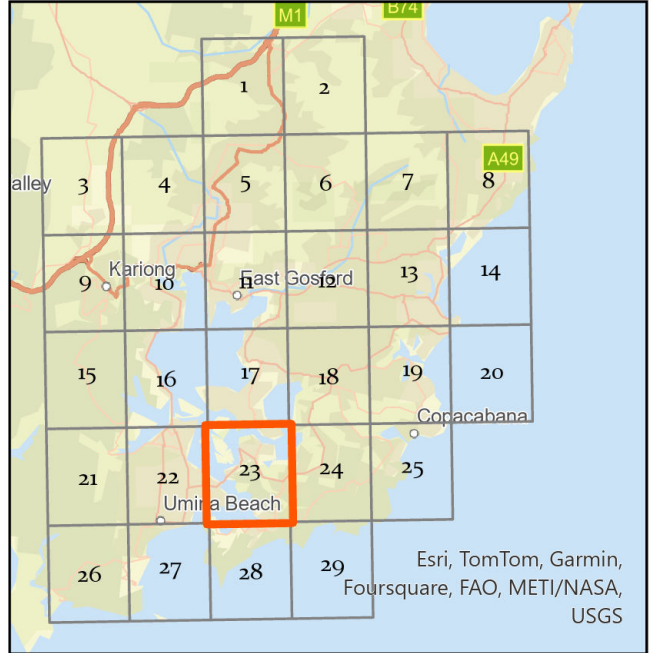 M1
B74
1
2
A49
alley
3
4
5
6
7
8
Kariong
East Gosford
9
10
11
12
13
14
15
16
17
18
19
20
Copacabana
21
22
23
24
25
Umina Beach
26
27
28
29
Esri, TomTom, Garmin,
Foursquare, FAO, METI/NASA,
USGS